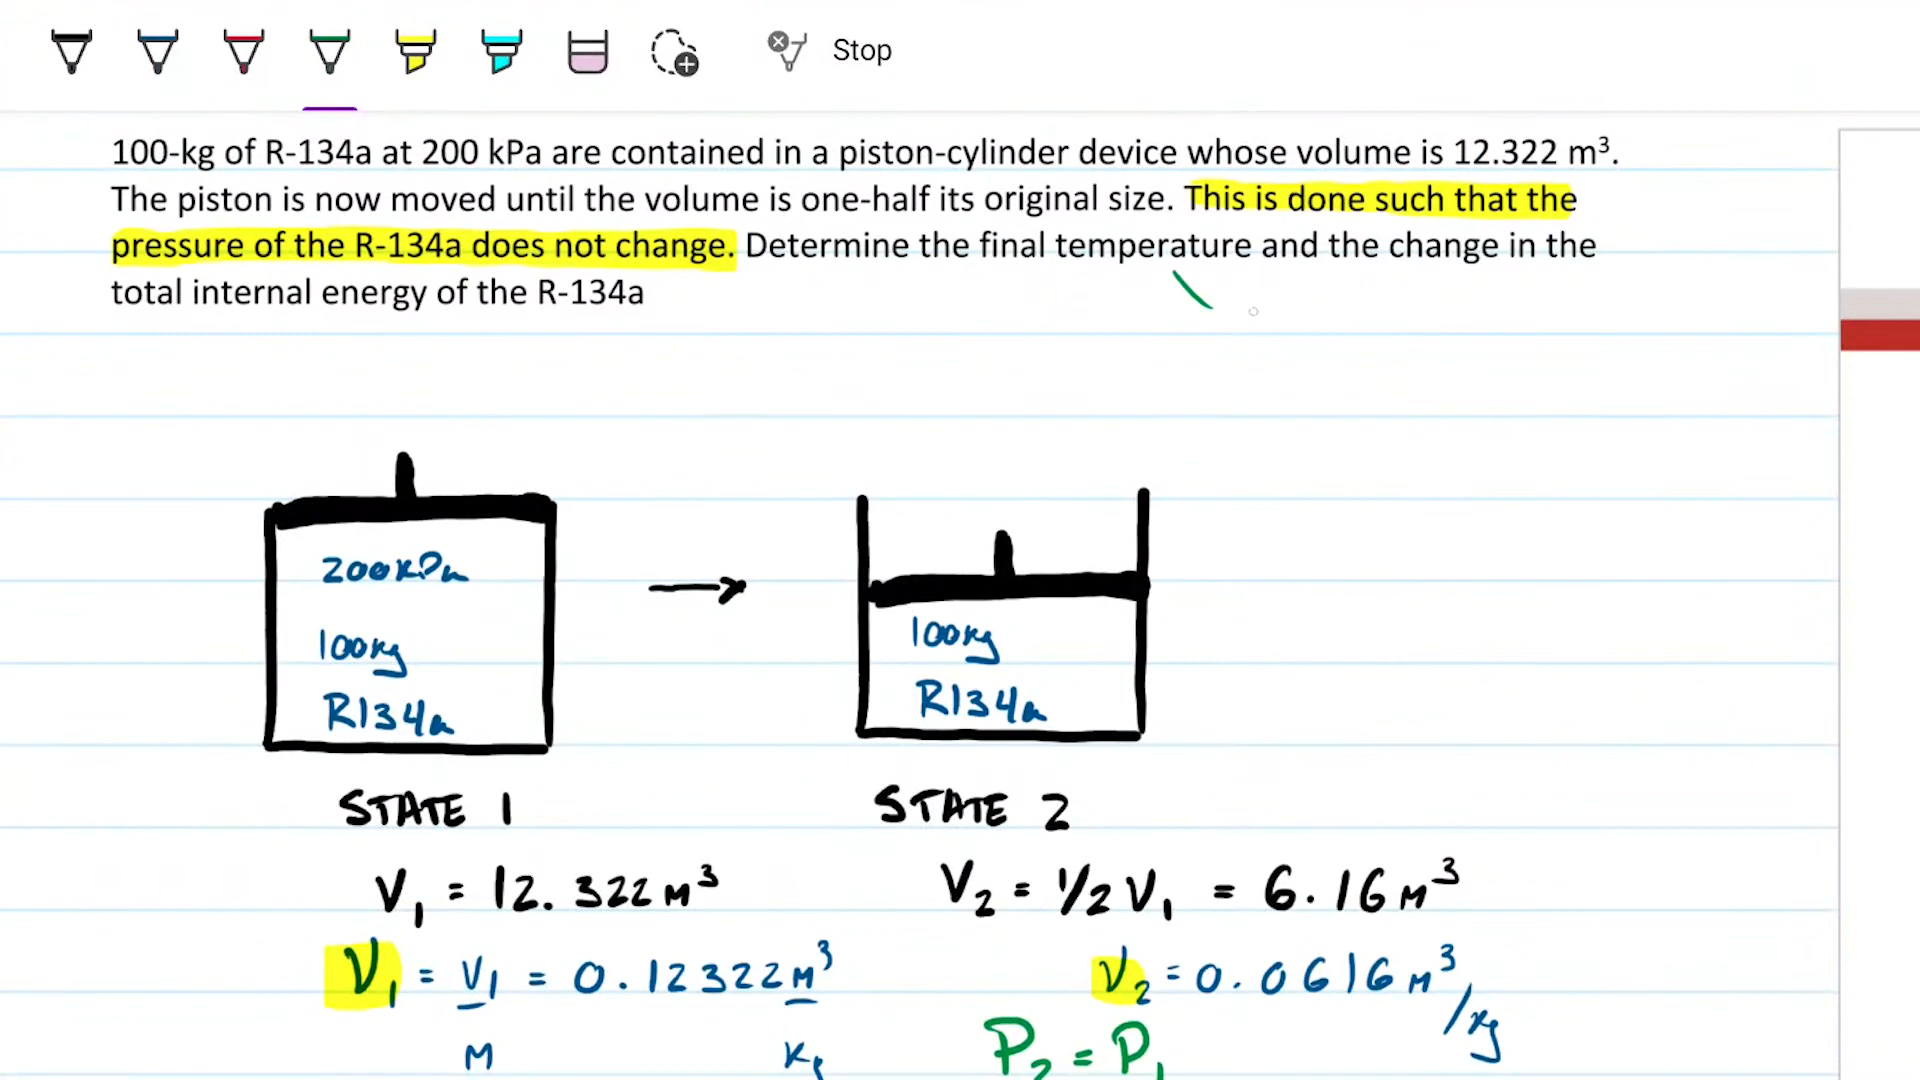 Stop
100-kg of R-134a at 200 kPa are contained in a piston-cylinder device whose volume is 12.322 m³.
The piston is now moved until the volume is one-half its original size. This is done such that the
pressure of the R-134a does not change. Determine the final temperature and the change in the
total internal energy of the R-134a
200kPa
100kg
R134a
100kg
R134a
STATE 1
STATE 2
V₁ = 12.322 m³
V₂ = 1/2 V₁ = 6.16 m³
v₁ = V₁/M = 0.12322 m³/kg
v₂ = 0.0616 m³/kg
P₂ = P₁